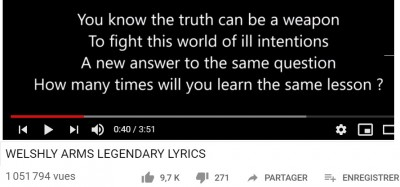 You know the truth can be a weapon
To fight this world of ill intentions
A new answer to the same question
How many times will you learn the same lesson ?
0:40 / 3:51
WELSHLY ARMS LEGENDARY LYRICS
1 051 794 vues
9,7 K
271
PARTAGER
ENREGISTRER